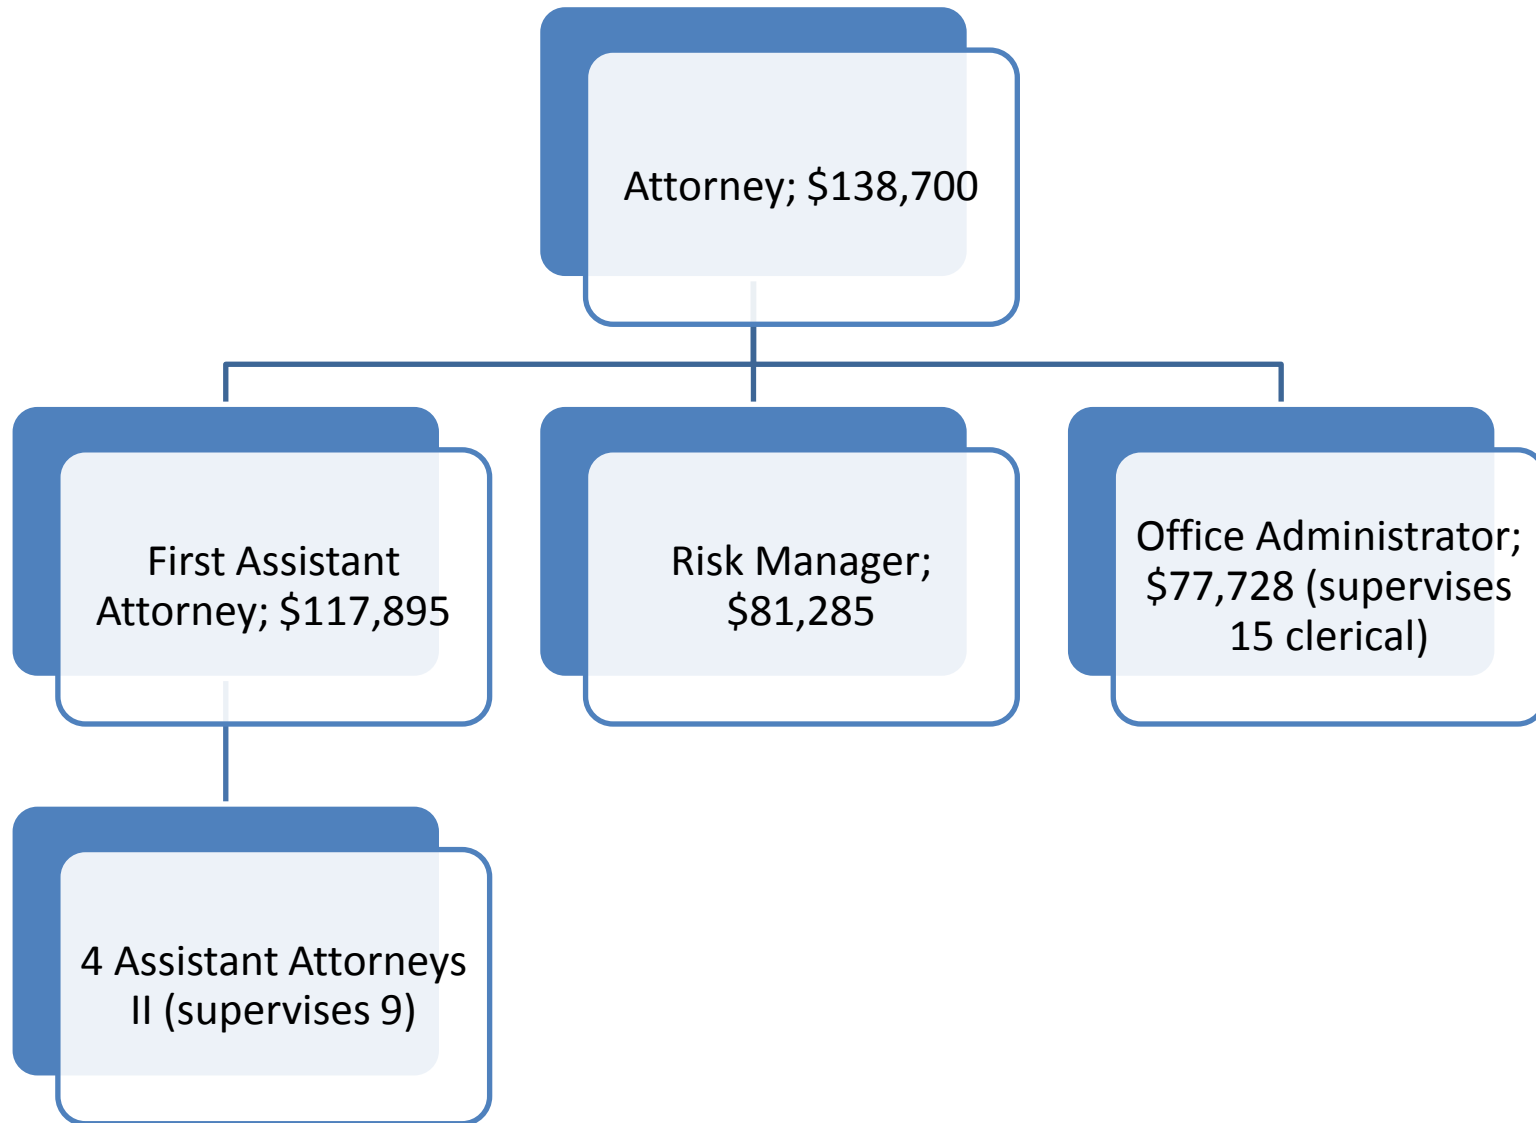 Attorney; $138,700
First Assistant
Attorney; $117,895
Risk Manager;
$81,285
Office Administrator;
$77,728 (supervises
15 clerical)
4 Assistant Attorneys
II (supervises 9)